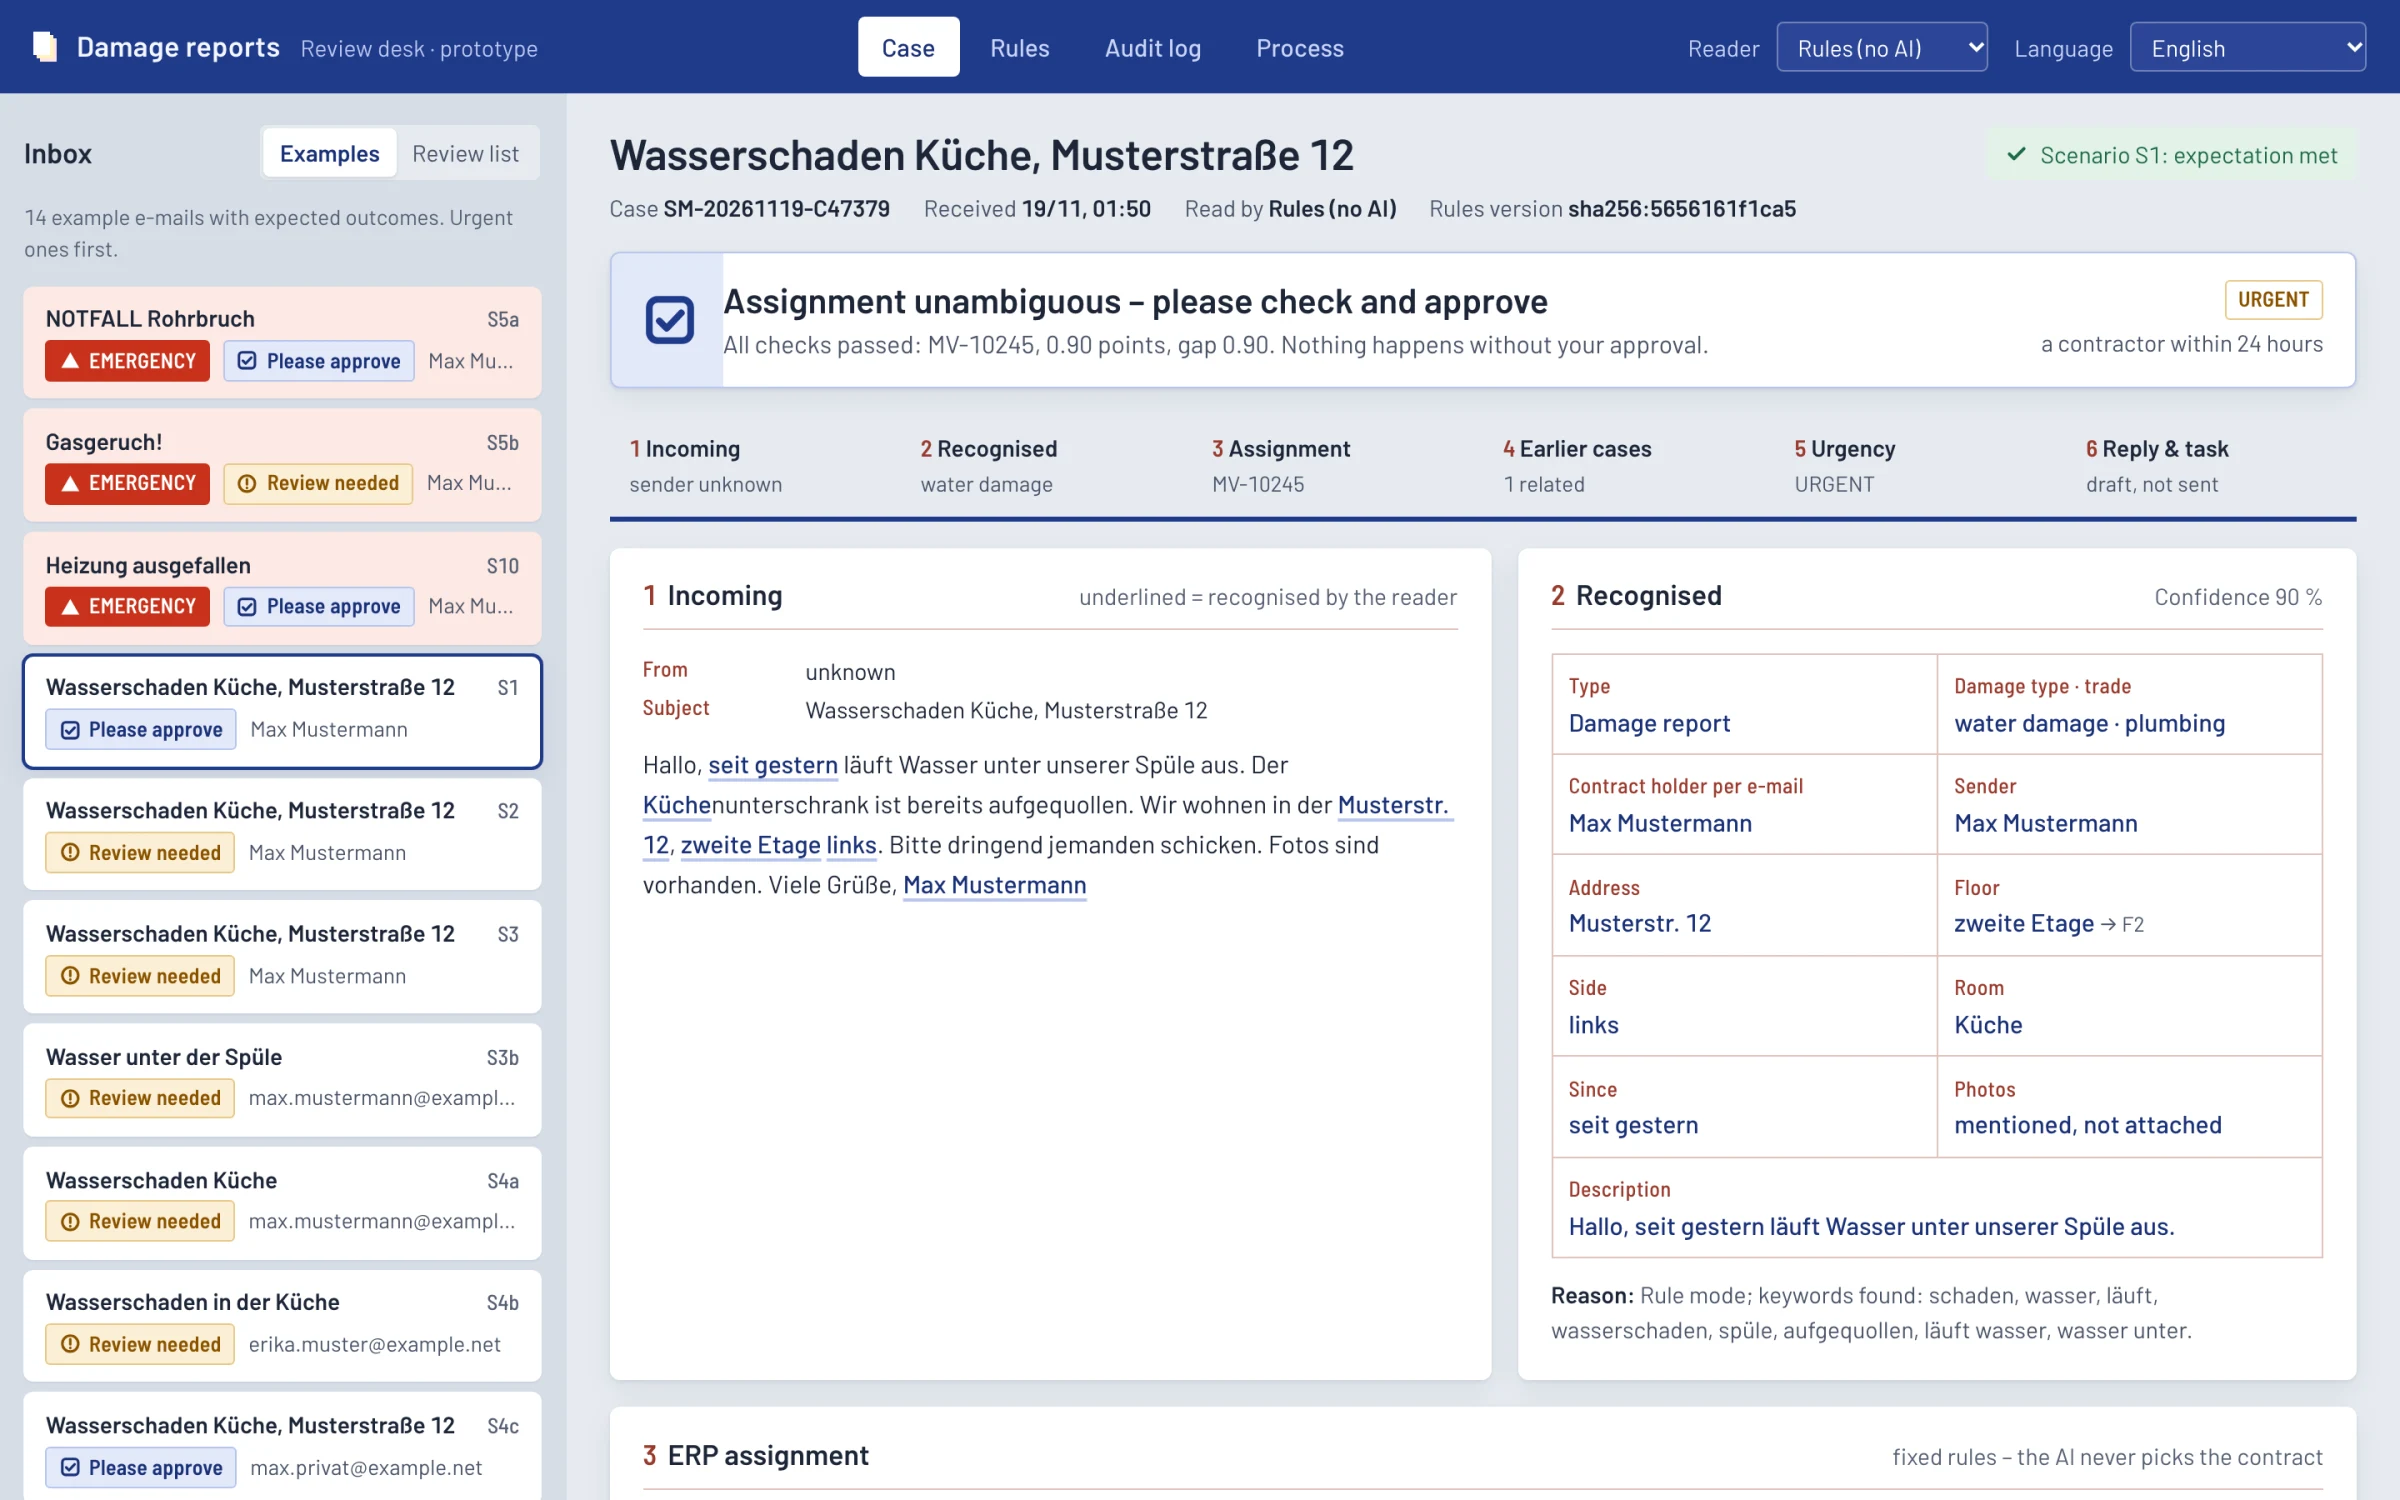 Damage reports Review desk · prototype
Case Rules Audit log Process
Reader Rules (no AI) Language English
Inbox Examples Review list
14 example e-mails with expected outcomes. Urgent
ones first.
NOTFALL Rohrbruch S5a
EMERGENCY Please approve Max Mu...
Gasgeruch! S5b
EMERGENCY Review needed Max Mu...
Heizung ausgefallen S10
EMERGENCY Please approve Max Mu...
Wasserschaden Küche, Musterstraße 12 S1
Please approve Max Mustermann
Wasserschaden Küche, Musterstraße 12 S2
Review needed Max Mustermann
Wasserschaden Küche, Musterstraße 12 S3
Review needed Max Mustermann
Wasser unter der Spüle S3b
Review needed max.mustermann@exampl...
Wasserschaden Küche S4a
Review needed max.mustermann@exampl...
Wasserschaden in der Küche S4b
Review needed erika.muster@example.net
Wasserschaden Küche, Musterstraße 12 S4c
Please approve max.privat@example.net
Wasserschaden Küche, Musterstraße 12
Scenario S1: expectation met
Case SM-20261119-C47379 Received 19/11, 01:50 Read by Rules (no AI) Rules version sha256:5656161f1ca5
Assignment unambiguous – please check and approve
All checks passed: MV-10245, 0.90 points, gap 0.90. Nothing happens without your approval.
URGENT
a contractor within 24 hours
1 Incoming
sender unknown
2 Recognised
water damage
3 Assignment
MV-10245
4 Earlier cases
1 related
5 Urgency
URGENT
6 Reply & task
draft, not sent
1 Incoming underlined = recognised by the reader
From unknown
Subject Wasserschaden Küche, Musterstraße 12
Hallo, seit gestern läuft Wasser unter unserer Spüle aus. Der
Küchenunterschrank ist bereits aufgequollen. Wir wohnen in der Musterstr.
12, zweite Etage links. Bitte dringend jemanden schicken. Fotos sind
vorhanden. Viele Grüße, Max Mustermann
2 Recognised Confidence 90 %
Type
Damage report
Damage type · trade
water damage · plumbing
Contract holder per e-mail
Max Mustermann
Sender
Max Mustermann
Address
Musterstr. 12
Floor
zweite Etage → F2
Side
links
Room
Küche
Since
seit gestern
Photos
mentioned, not attached
Description
Hallo, seit gestern läuft Wasser unter unserer Spüle aus.
Reason: Rule mode; keywords found: schaden, wasser, läuft,
wasserschaden, spüle, aufgequollen, läuft wasser, wasser unter.
3 ERP assignment fixed rules – the AI never picks the contract